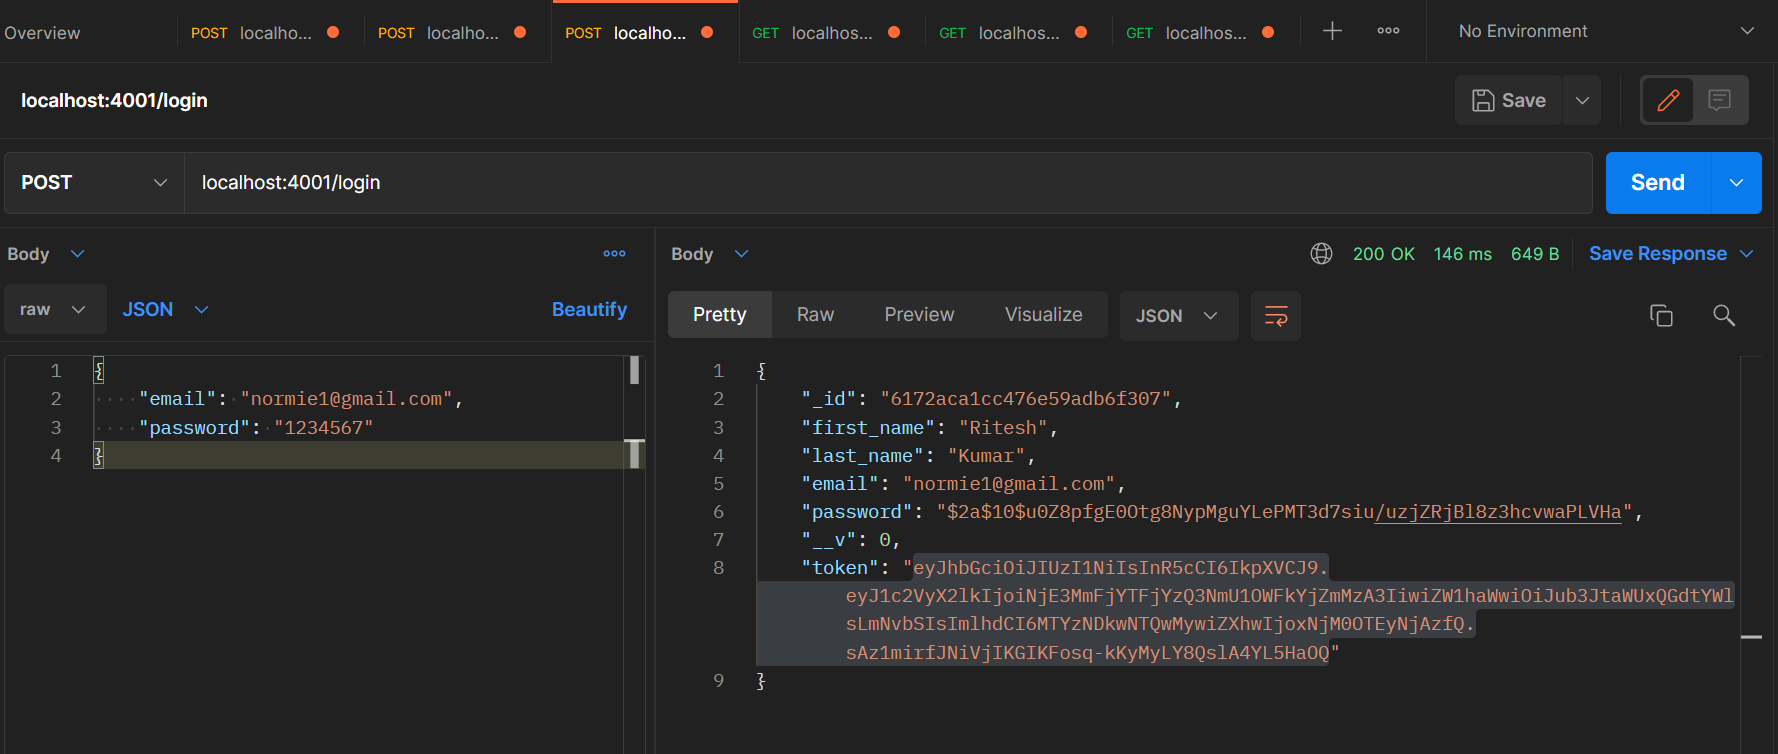 Overview POST localho... POST localho... POST localho... GET localhos... GET localhos... GET localhos... No Environment
localhost:4001/login Save
POST localhost:4001/login Send
Body
raw JSON Beautify
1 {
2 "email": "normie1@gmail.com",
3 "password": "1234567"
4 }
Body 200 OK 146 ms 649 B Save Response
Pretty Raw Preview Visualize JSON
1 {
2 "_id": "6172aca1cc476e59adb6f307",
3 "first_name": "Ritesh",
4 "last_name": "Kumar",
5 "email": "normie1@gmail.com",
6 "password": "$2a$10$u0Z8pfgE0Otg8NypMguYLePMT3d7siu/uzjZRjBl8z3hcvwaPLVHa",
7 "__v": 0,
8 "token": "eyJhbGciOiJIUzI1NiIsInR5cCI6IkpXVCJ9.
eyJ1c2VyX2lkIjoiNjE3MmFjYTFjYzQ3NmU1OWFkYjZmMzA3IiwiZW1haWwiOiJub3JtaWUxQGdtYWl
sLmNvbSIsImlhdCI6MTYzNDkwNTQwMywiZXhwIjoxNjM0OTEyNjAzfQ.
sAz1mirfJNiVjIKGIKFosq-kKyMyLY8QslA4YL5HaOQ"
9 }